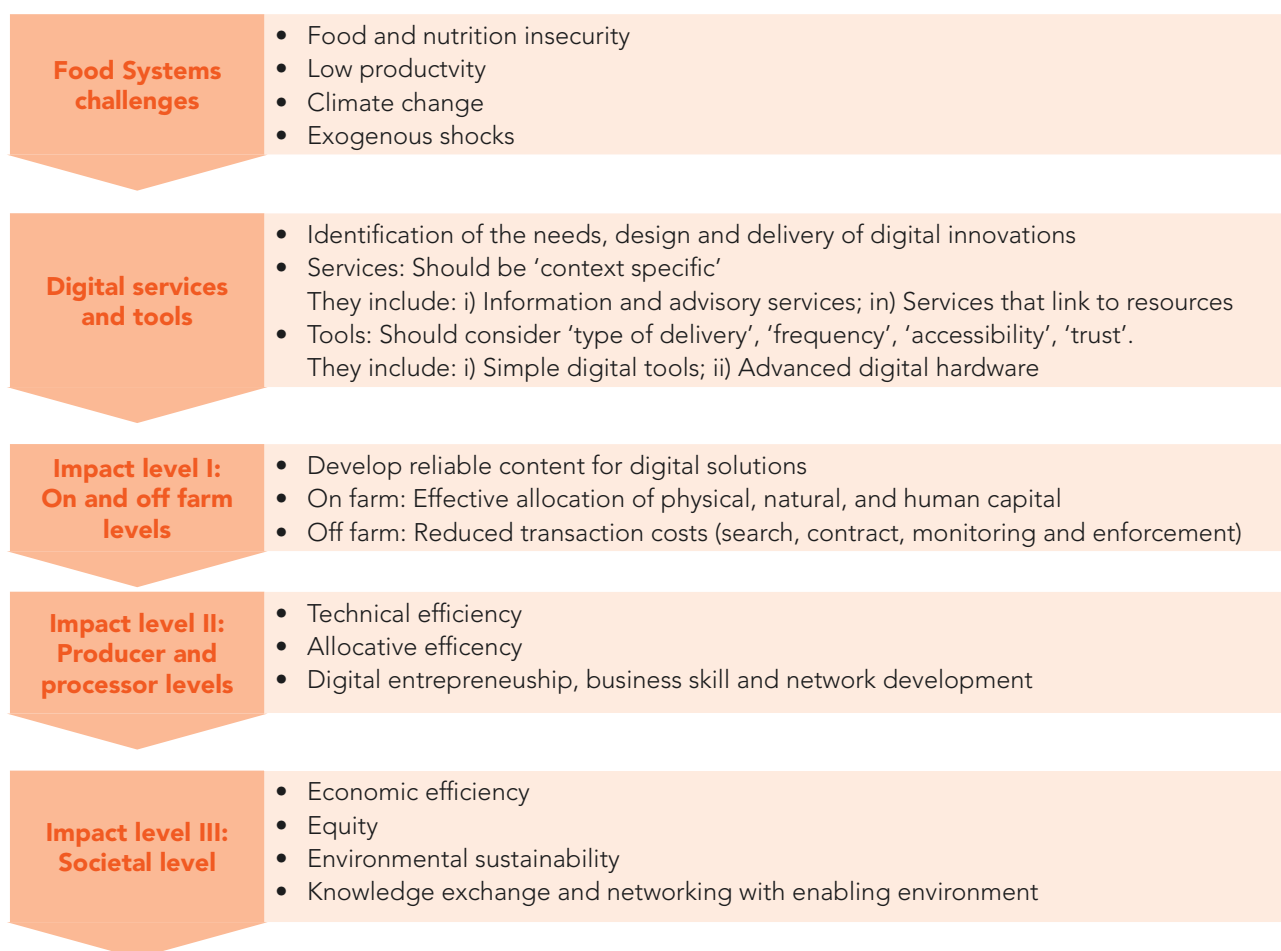 Food Systems
challenges
• Food and nutrition insecurity
• Low productvity
• Climate change
• Exogenous shocks
Digital services
and tools
• Identification of the needs, design and delivery of digital innovations
• Services: Should be ‘context specific’
They include: i) Information and advisory services; in) Services that link to resources
• Tools: Should consider ‘type of delivery’, ‘frequency’, ‘accessibility’, ‘trust’.
They include: i) Simple digital tools; ii) Advanced digital hardware
Impact level I:
On and off farm
levels
• Develop reliable content for digital solutions
• On farm: Effective allocation of physical, natural, and human capital
• Off farm: Reduced transaction costs (search, contract, monitoring and enforcement)
Impact level II:
Producer and
processor levels
• Technical efficiency
• Allocative efficency
• Digital entrepreneuship, business skill and network development
Impact level III:
Societal level
• Economic efficiency
• Equity
• Environmental sustainability
• Knowledge exchange and networking with enabling environment